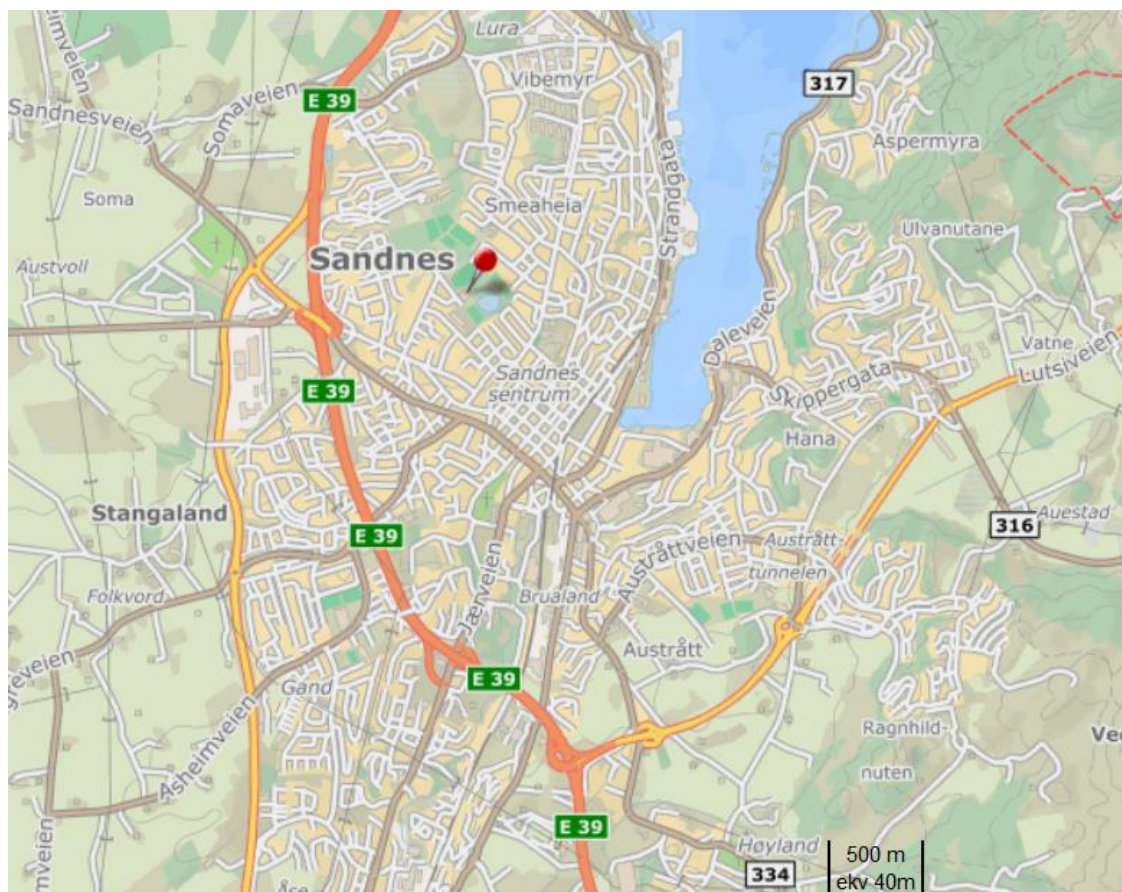 Lura
Vibemyr
317
E 39
Somaveien
Sandnesveien
Strandgata
Aspermyra
Soma
Smeaheia
Ulvanutane
Austvoll
Sandnes
Daleveien
Vatne
Lutsiveien
Sandnes
sentrum
E 39
Skippergata
Hana
Stangaland
316
Auestad
E 39
Austråttveien
Austrått-
tunnelen
Jærveien
Folkvord
Brualand
Austrått
E 39
Gand
Åsheimveien
Ragnhild-
nuten
E 39
Høyland
334
500 m
ekv 40m
Åse